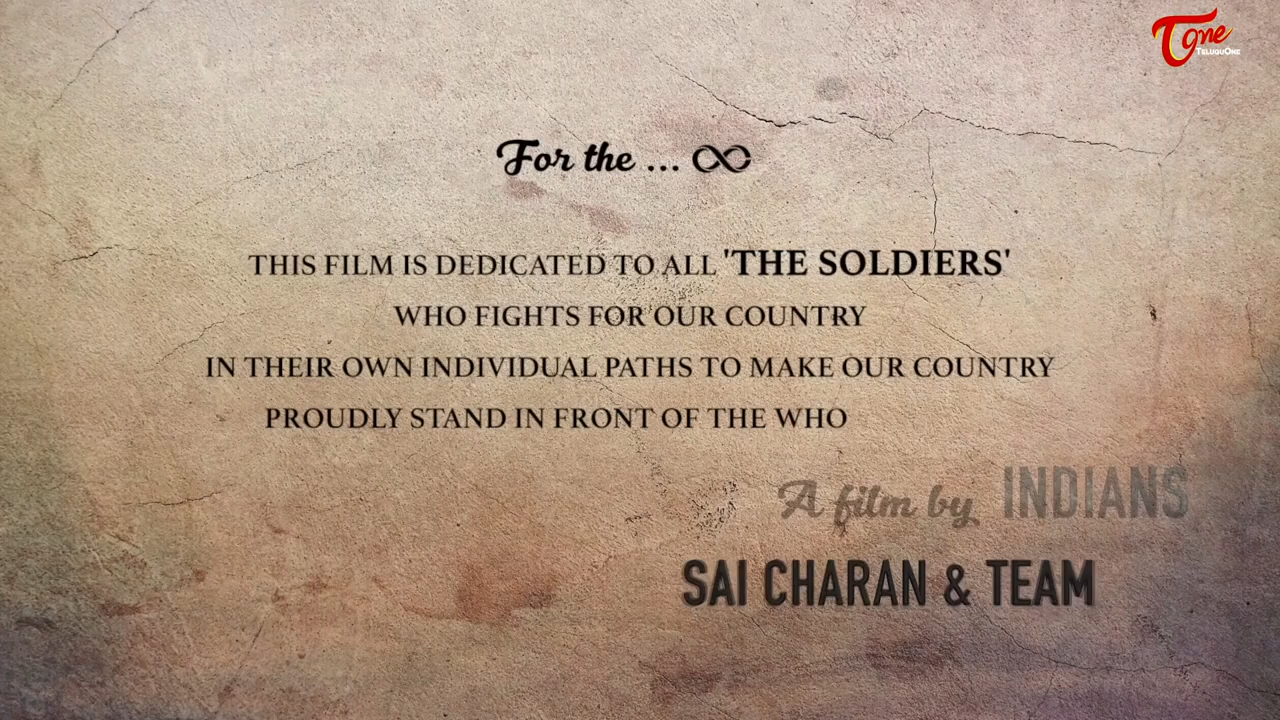 Tone
TELUGUONE
For the ... ∞
THIS FILM IS DEDICATED TO ALL 'THE SOLDIERS'
WHO FIGHTS FOR OUR COUNTRY
IN THEIR OWN INDIVIDUAL PATHS TO MAKE OUR COUNTRY
PROUDLY STAND IN FRONT OF THE WHO
A film by INDIANS
SAI CHARAN & TEAM